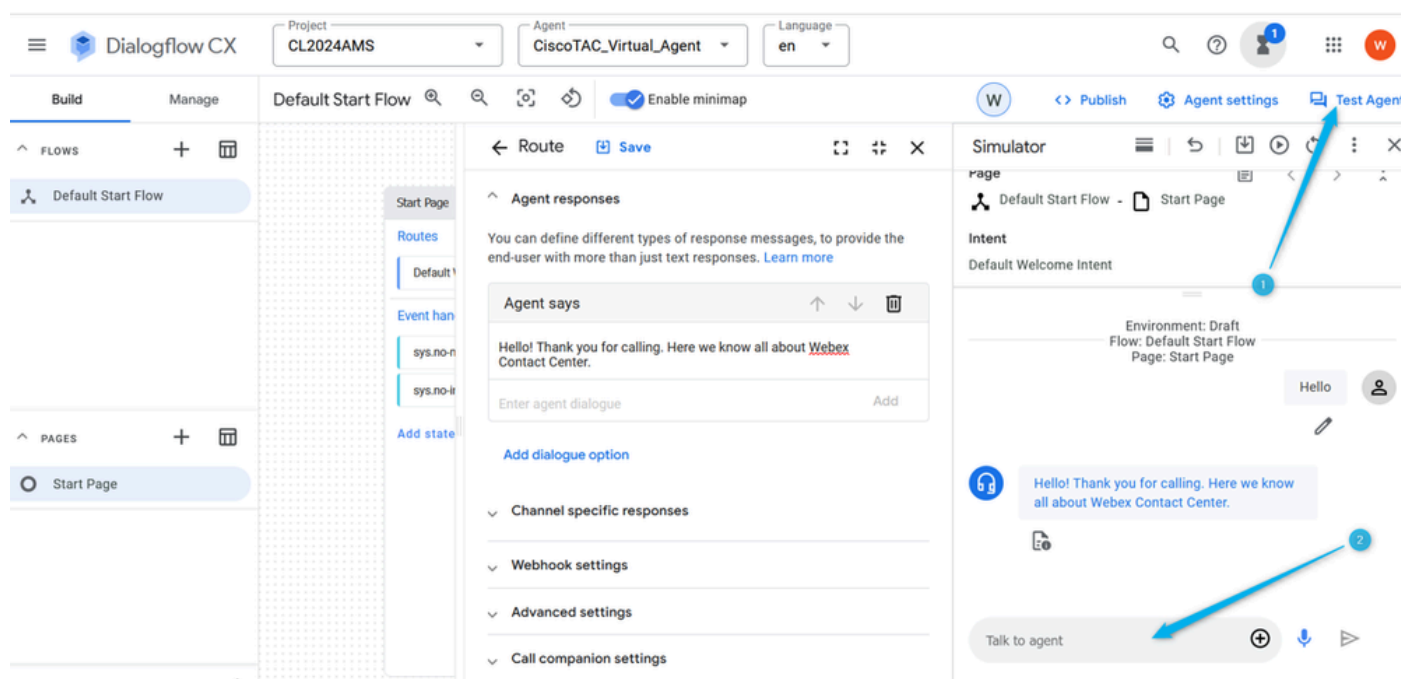 Dialogflow CX
Project
CL2024AMS
Agent
CiscoTAC_Virtual_Agent
Language
en
1
W
Build
Manage
Default Start Flow
Enable minimap
W
Publish
Agent settings
Test Agent
FLOWS
Default Start Flow
PAGES
Start Page
Start Page
Routes
Default
Event han
sys.no-
sys.no-
Add state
Route
Save
Agent responses
You can define different types of response messages, to provide the
end-user with more than just text responses. Learn more
Agent says
Hello! Thank you for calling. Here we know all about Webex
Contact Center.
Enter agent dialogue
Add
Add dialogue option
Channel specific responses
Webhook settings
Advanced settings
Call companion settings
Simulator
Page
Default Start Flow - Start Page
Intent
Default Welcome Intent
1
Environment: Draft
Flow: Default Start Flow
Page: Start Page
Hello
Hello! Thank you for calling. Here we know
all about Webex Contact Center.
2
Talk to agent